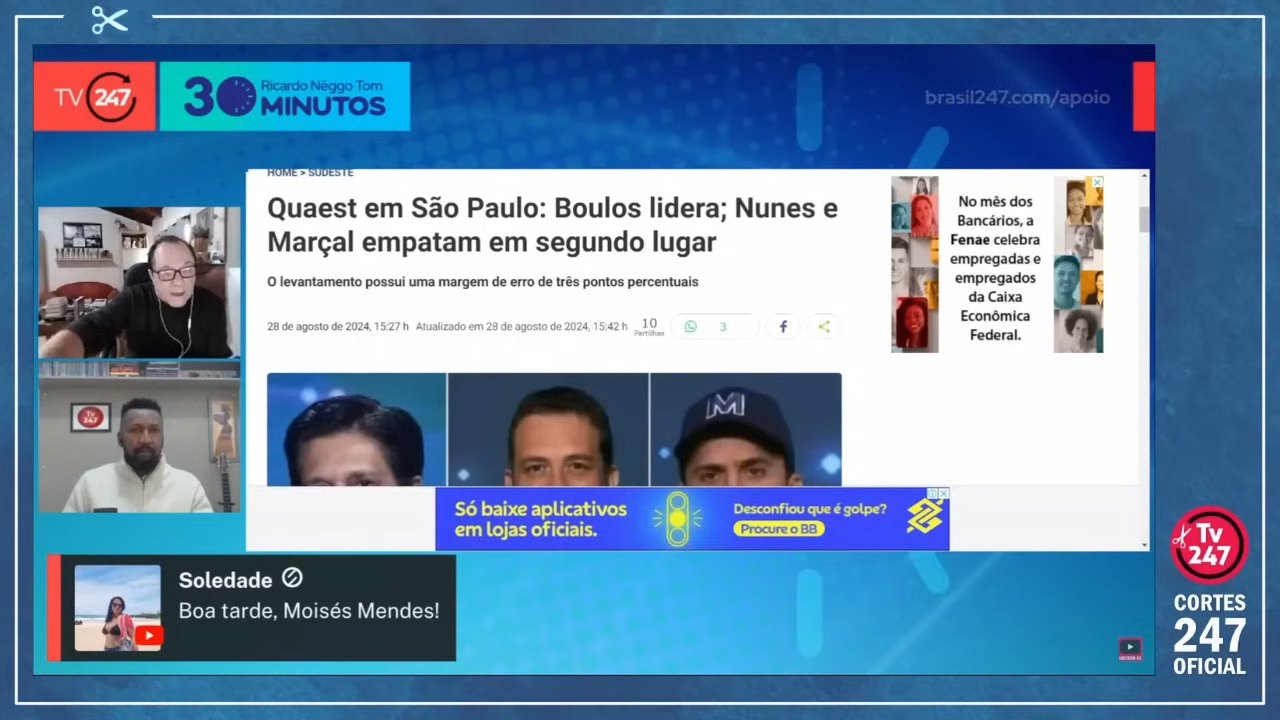 TV 247
30 Ricardo Nêggo Tom
MINUTOS
brasil247.com/apoio
HOME > SUDESTE
Quaest em São Paulo: Boulos lidera; Nunes e
Marçal empatam em segundo lugar
O levantamento possui uma margem de erro de três pontos percentuais
28 de agosto de 2024, 15:27 h Atualizado em 28 de agosto de 2024, 15:42 h
10
Partilhas
3
No mês dos
Bancários, a
Fenae celebra
empregadas e
empregados
da Caixa
Econômica
Federal.
Tv
247
M
Só baixe aplicativos
em lojas oficiais.
Desconfiou que é golpe?
Procure o BB
Soledade
Boa tarde, Moisés Mendes!
Tv
247
CORTES
247
OFICIAL